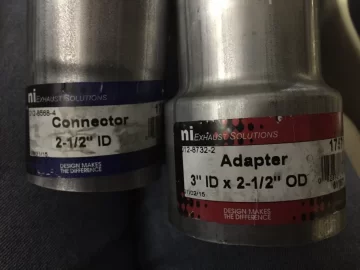 ni EXHAUST SOLUTIONS
Connector
2-1/2" ID
DESIGN MAKES
THE DIFFERENCE
ni EXHAUST SOLUTIONS
Adapter
3" ID x 2-1/2" OD
DESIGN MAKES
THE DIFFERENCE